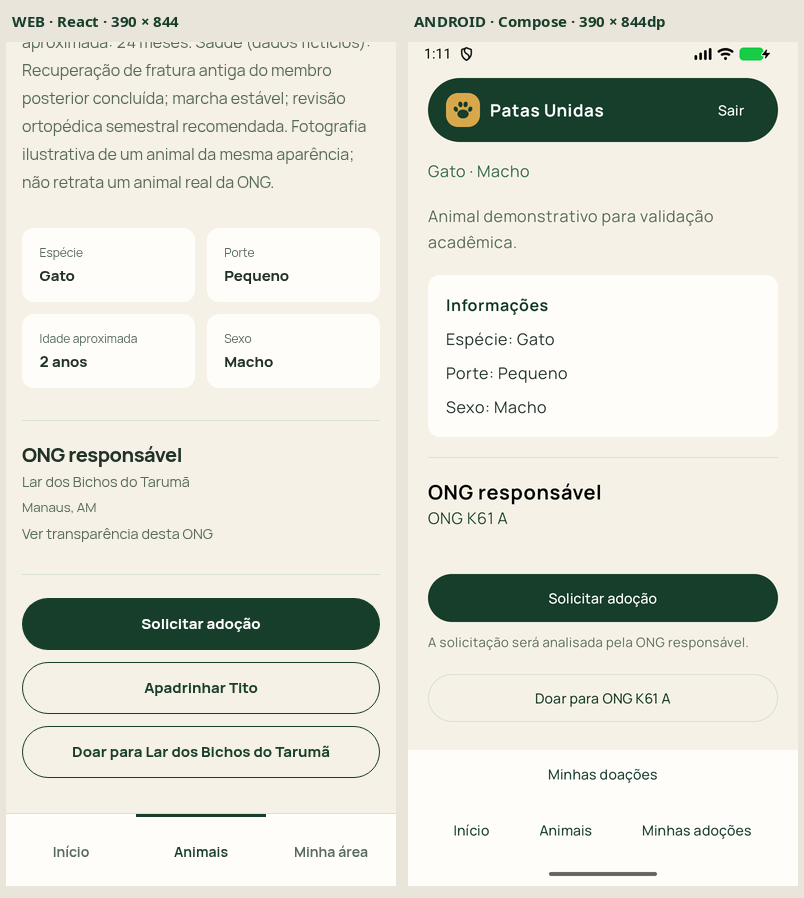 WEB · React · 390 × 844
aproximada: 24 meses. Saúde (dados fictícios):
Recuperação de fratura antiga do membro
posterior concluída; marcha estável; revisão
ortopédica semestral recomendada. Fotografia
ilustrativa de um animal da mesma aparência;
não retrata um animal real da ONG.
Espécie
Gato
Porte
Pequeno
Idade aproximada
2 anos
Sexo
Macho
ONG responsável
Lar dos Bichos do Tarumã
Manaus, AM
Ver transparência desta ONG
Solicitar adoção
Apadrinhar Tito
Doar para Lar dos Bichos do Tarumã
Início
Animais
Minha área
ANDROID · Compose · 390 × 844dp
1:11
Patas Unidas
Sair
Gato · Macho
Animal demonstrativo para validação
acadêmica.
Informações
Espécie: Gato
Porte: Pequeno
Sexo: Macho
ONG responsável
ONG K61 A
Solicitar adoção
A solicitação será analisada pela ONG responsável.
Doar para ONG K61 A
Minhas doações
Início
Animais
Minhas adoções